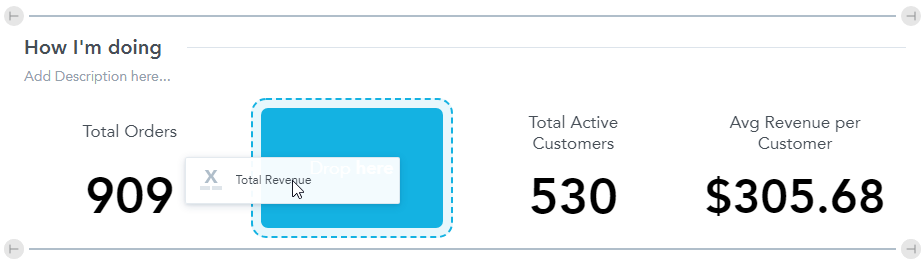 How I'm doing
Add Description here...
Total Orders
909
Drop here
X
Total Revenue
Total Active
Customers
530
Avg Revenue per
Customer
$305.68